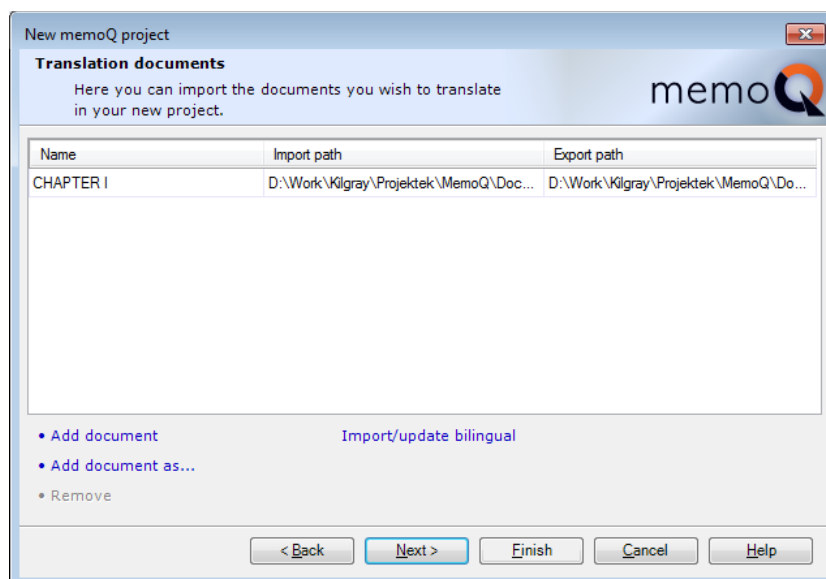 New memoQ project
Translation documents
Here you can import the documents you wish to translate
in your new project.
memoQ
Name Import path Export path
CHAPTER I D:\Work\Kilgray\Projektek\MemoQ\Doc... D:\Work\Kilgray\Projektek\MemoQ\Do...
• Add document Import/update bilingual
• Add document as...
• Remove
< Back Next > Finish Cancel Help